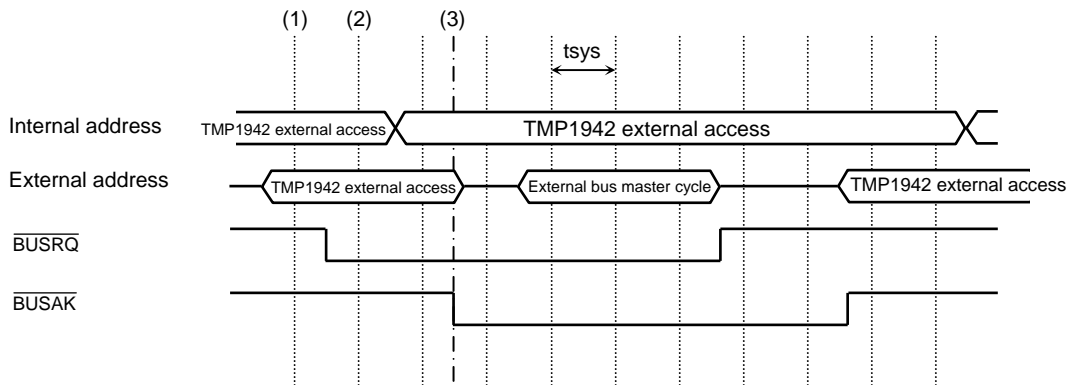 (1) (2) (3)
tsys
Internal address
TMP1942 external access
TMP1942 external access
External address
TMP1942 external access
External bus master cycle
TMP1942 external access
BUSRQ
BUSAK